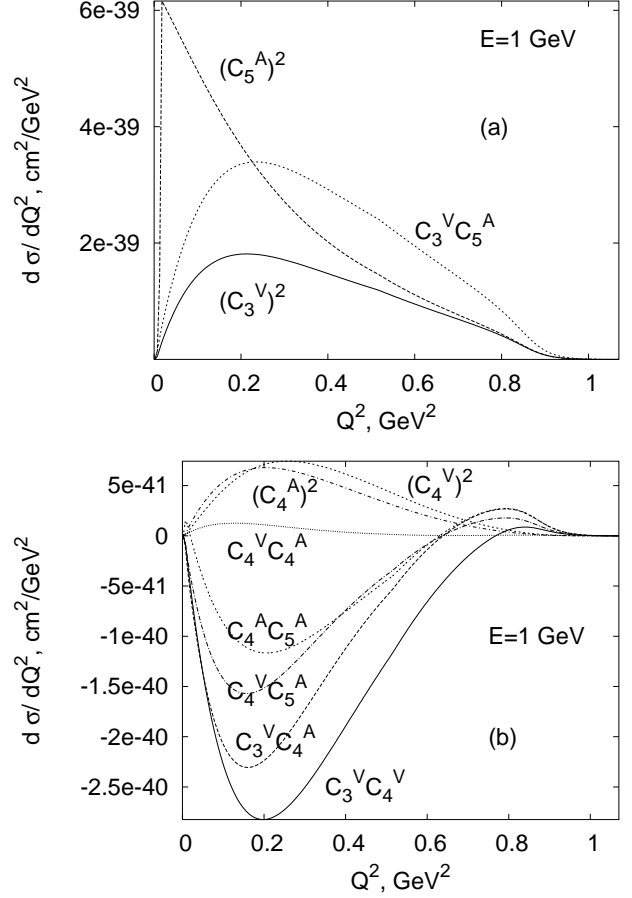 6e-39
4e-39
2e-39
d σ/ dQ², cm²/GeV²
E=1 GeV
(C₅ᴬ)²
(a)
C₃ⱽC₅ᴬ
(C₃ⱽ)²
0 0.2 0.4 0.6 0.8 1
Q², GeV²
5e-41
0
-5e-41
-1e-40
-1.5e-40
-2e-40
-2.5e-40
d σ/ dQ², cm²/GeV²
(C₄ⱽ)²
(C₄ᴬ)²
C₄ⱽC₄ᴬ
C₄ᴬC₅ᴬ
E=1 GeV
C₄ⱽC₅ᴬ
C₃ⱽC₄ᴬ
(b)
C₃ⱽC₄ⱽ
0 0.2 0.4 0.6 0.8 1
Q², GeV²